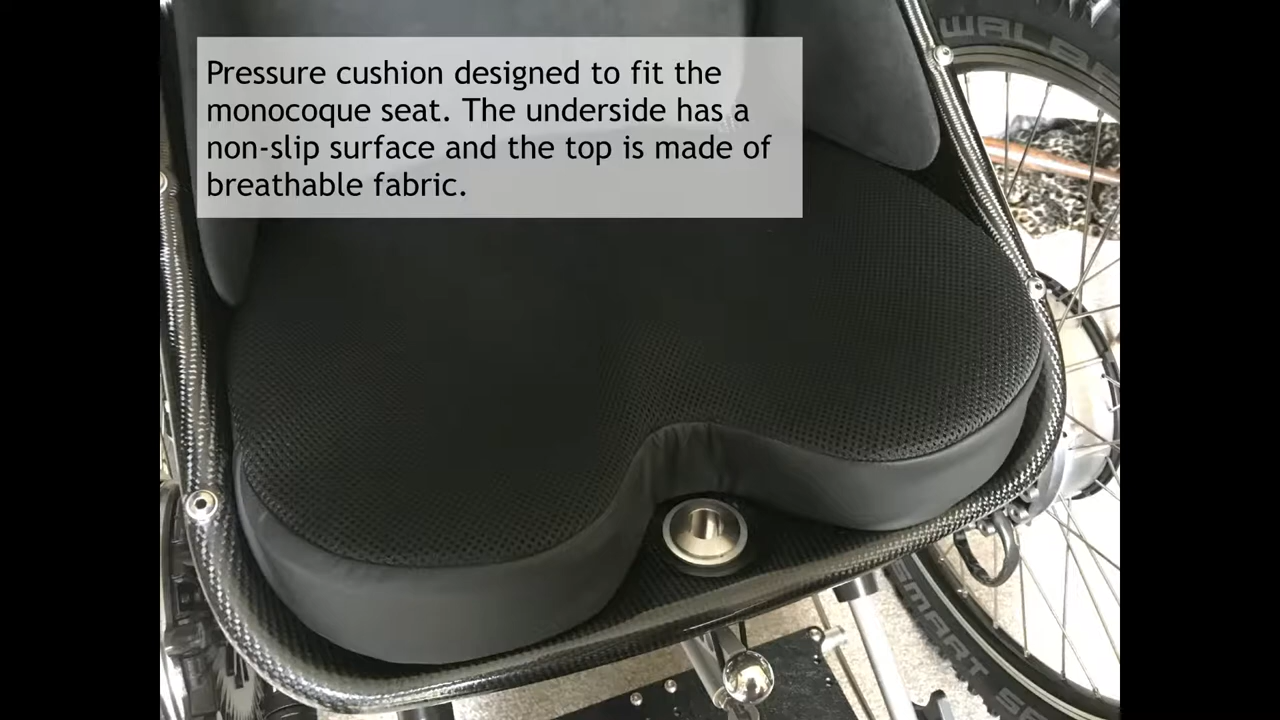 Pressure cushion designed to fit the
monocoque seat. The underside has a
non-slip surface and the top is made of
breathable fabric.
SMART S